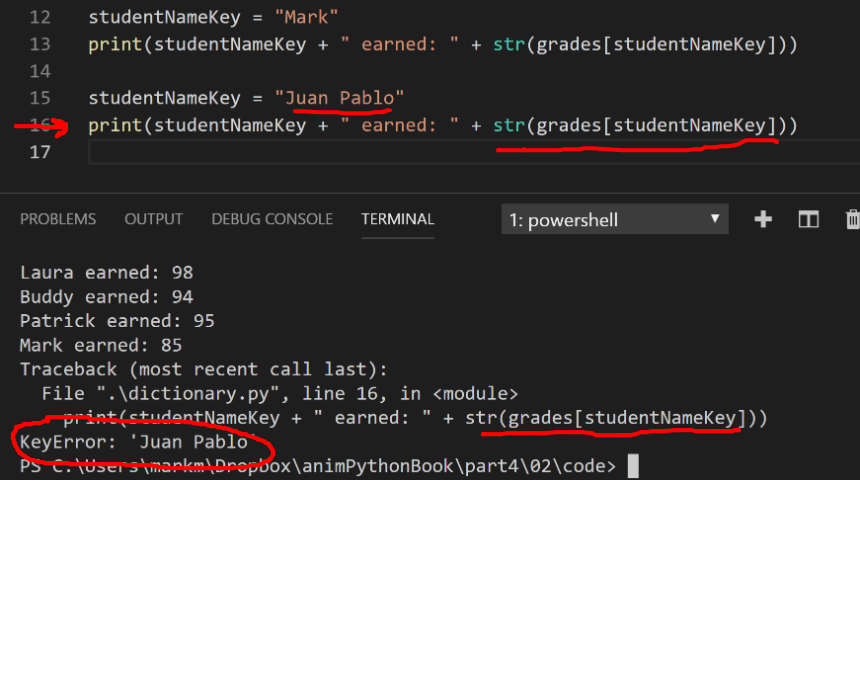 12 studentNameKey = "Mark"
13 print(studentNameKey + " earned: " + str(grades[studentNameKey]))
14
15 studentNameKey = "Juan Pablo"
16 print(studentNameKey + " earned: " + str(grades[studentNameKey]))
17
PROBLEMS OUTPUT DEBUG CONSOLE TERMINAL 1: powershell
Laura earned: 98
Buddy earned: 94
Patrick earned: 95
Mark earned: 85
Traceback (most recent call last):
File ".\dictionary.py", line 16, in <module>
print(studentNameKey + " earned: " + str(grades[studentNameKey]))
KeyError: 'Juan Pablo'
PS C:\Users\markm\Dropbox\animPythonBook\part4\02\code>